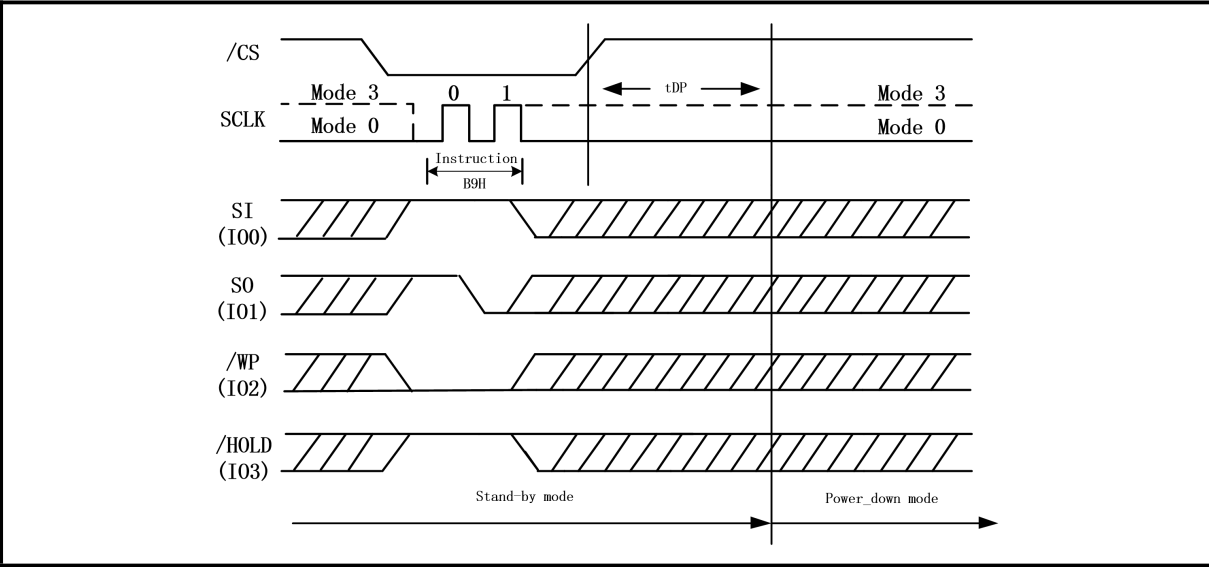 /CS
tDP
Mode 3 0 1 Mode 3
SCLK
Mode 0 Mode 0
Instruction
B9H
SI
(IO0)
SO
(IO1)
/WP
(IO2)
/HOLD
(IO3)
Stand-by mode Power_down mode